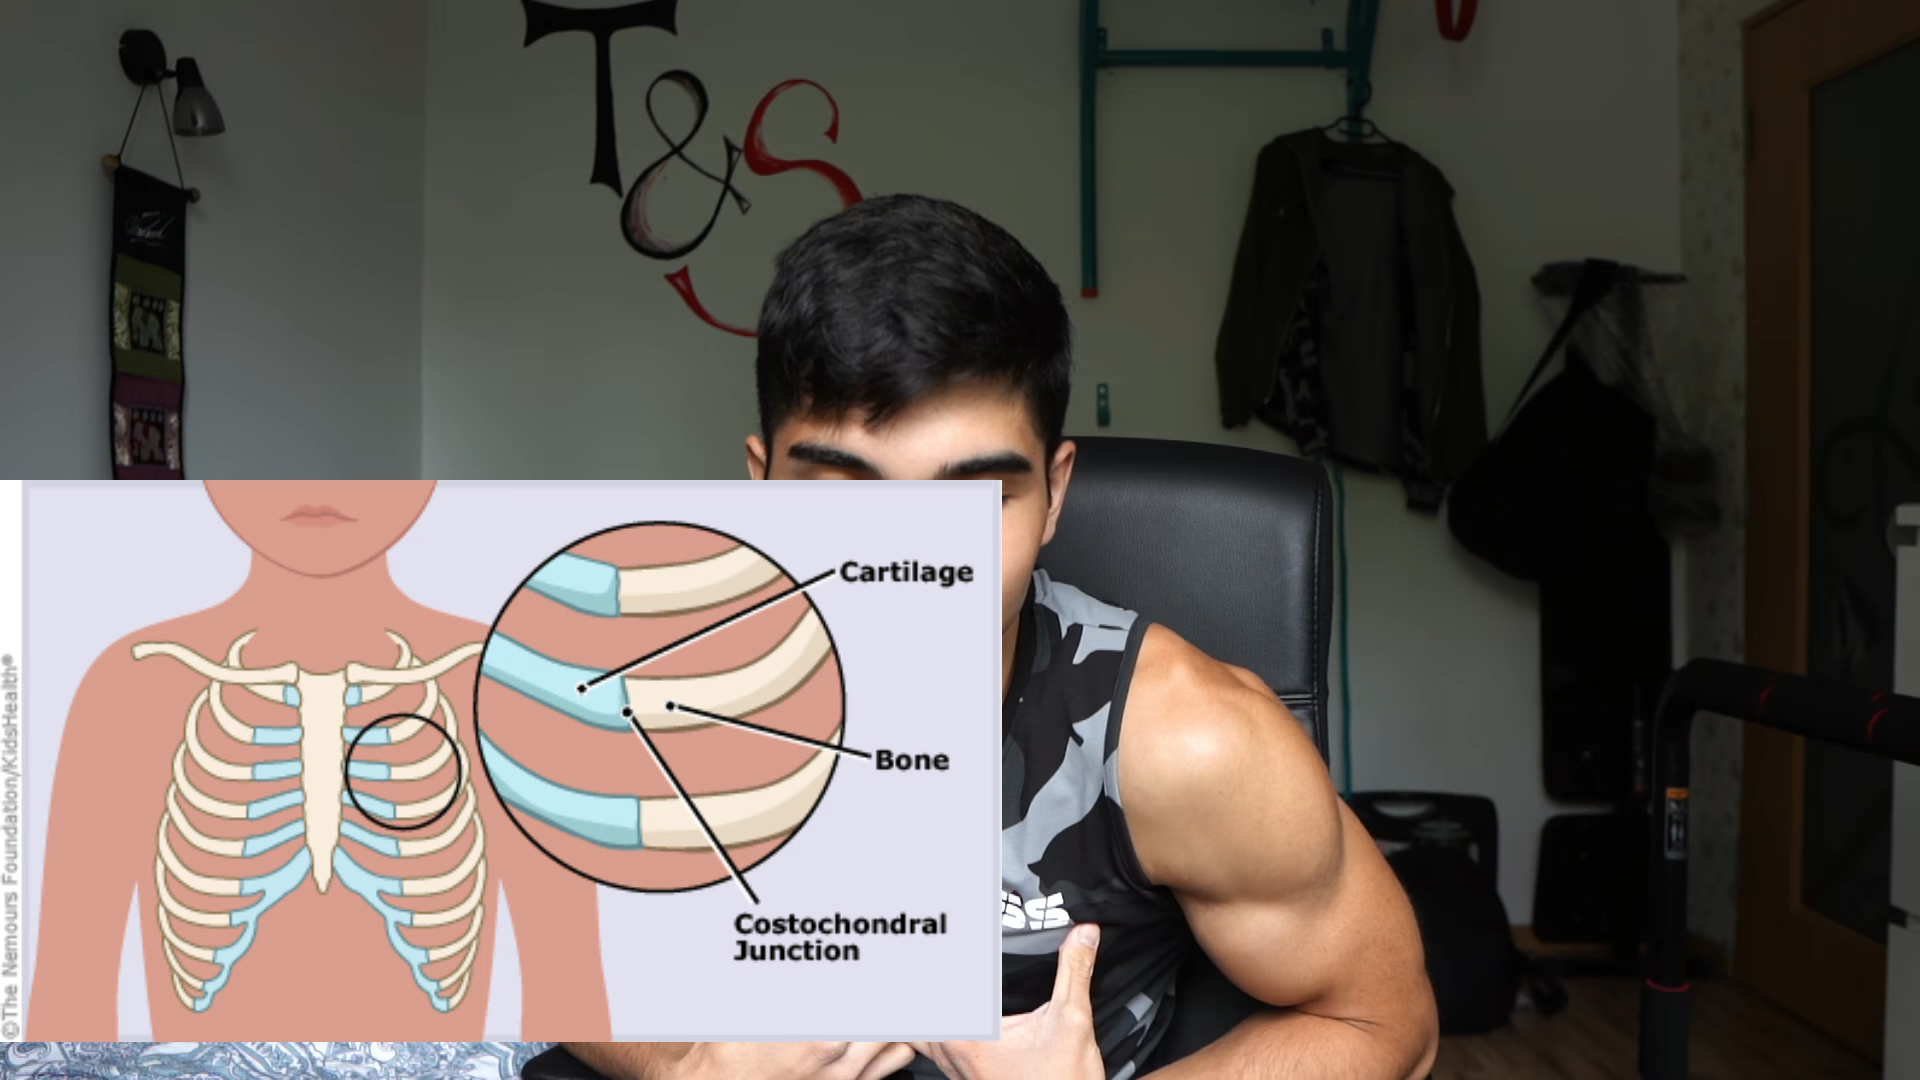 T&S
Cartilage
Bone
Costochondral
Junction
©The Nemours Foundation/KidsHealth®